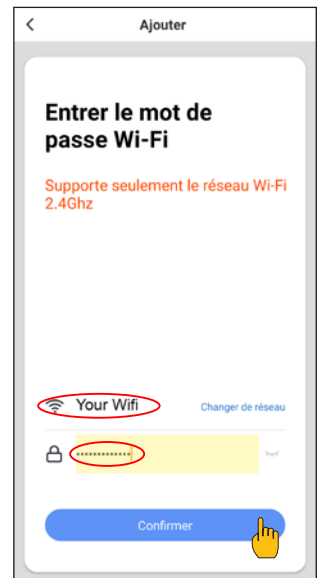 Ajouter
Entrer le mot de
passe Wi-Fi
Supporte seulement le réseau Wi-Fi
2.4Ghz
Your Wifi
Changer de réseau
•••••••••••••
Confirmer